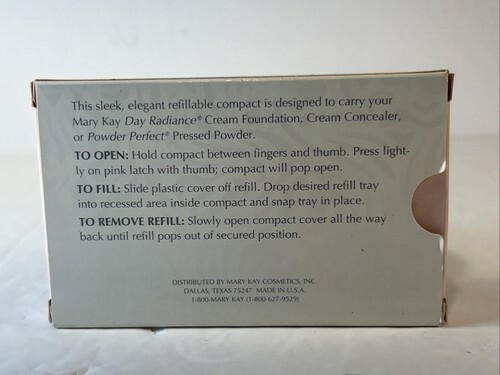 This sleek, elegant refillable compact is designed to carry your
Mary Kay Day Radiance® Cream Foundation, Cream Concealer,
or Powder Perfect® Pressed Powder.
TO OPEN: Hold compact between fingers and thumb. Press light-
ly on pink latch with thumb; compact will pop open.
TO FILL: Slide plastic cover off refill. Drop desired refill tray
into recessed area inside compact and snap tray in place.
TO REMOVE REFILL: Slowly open compact cover all the way
back until refill pops out of secured position.
DISTRIBUTED BY MARY KAY COSMETICS, INC.
DALLAS, TEXAS 75247 MADE IN U.S.A.
1-800-MARY KAY (1-800-627-9529)